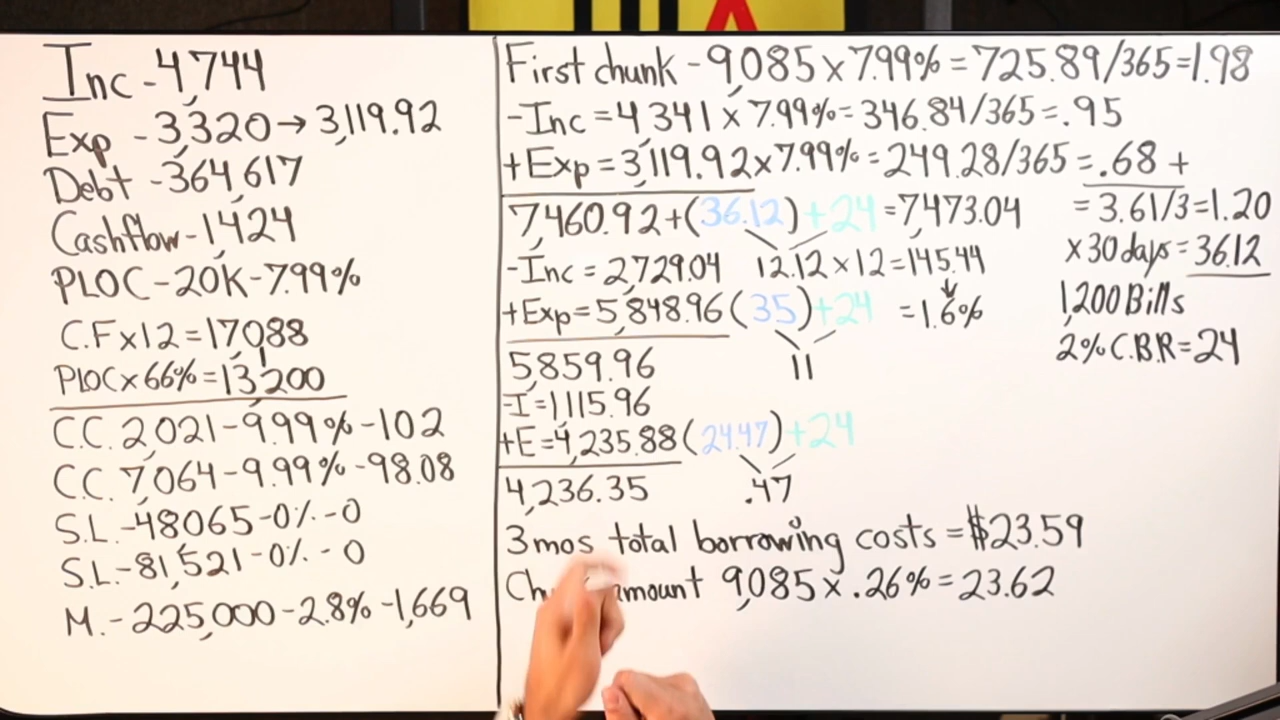 Inc - 4,744
Exp - 3,320 → 3,119.92
Debt - 364,617
Cashflow - 1,424
PLOC - 20K - 7.99%
C.F x 12 = 17,088
PLOC x 66% = 13,200
C.C. 2,021 - 9.99% - 102
C.C. 7,064 - 9.99% - 98.08
S.L. - 48065 - 0% - 0
S.L. - 81,521 - 0% - 0
M. - 225,000 - 2.8% - 1,669
First chunk - 9,085 x 7.99% = 725.89/365 = 1.98
- Inc = 4,341 x 7.99% = 346.84/365 = .95
+ Exp = 3,119.92 x 7.99% = 249.28/365 = .68 +
= 3.61/3 = 1.20
x 30 days = 36.12
7,460.92 + (36.12) + 24 = 7,473.04
- Inc = 2,729.04 12.12 x 12 = 145.44
+ Exp = 5,848.96 (35) + 24 = 1.6%
1,200 Bills
2% C.B.R = 24
5859.96 11
- I = 1,115.96
+ E = 4,235.88 (24.47) + 24
4,236.35 .47
3 mos total borrowing costs = $23.59
9,085 x .26% = 23.62